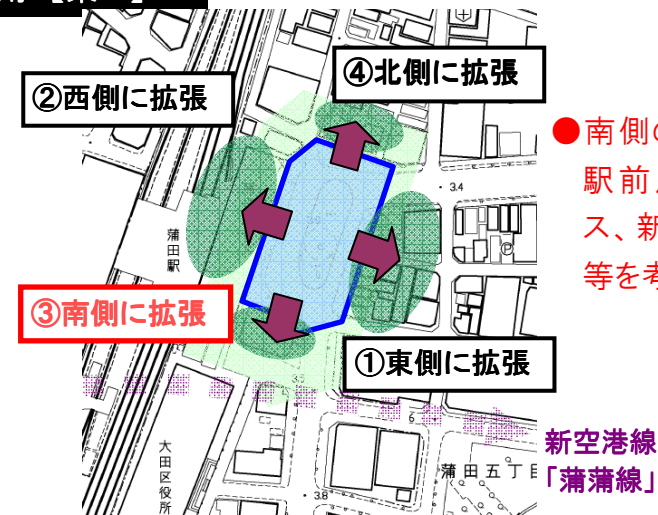 ②西側に拡張
④北側に拡張
●南側
駅前
ス、新
等を考
3.4
蒲田駅
③南側に拡張
①東側に拡張
新空港線
「蒲蒲線」
大田区役所
蒲田五丁目
3.8